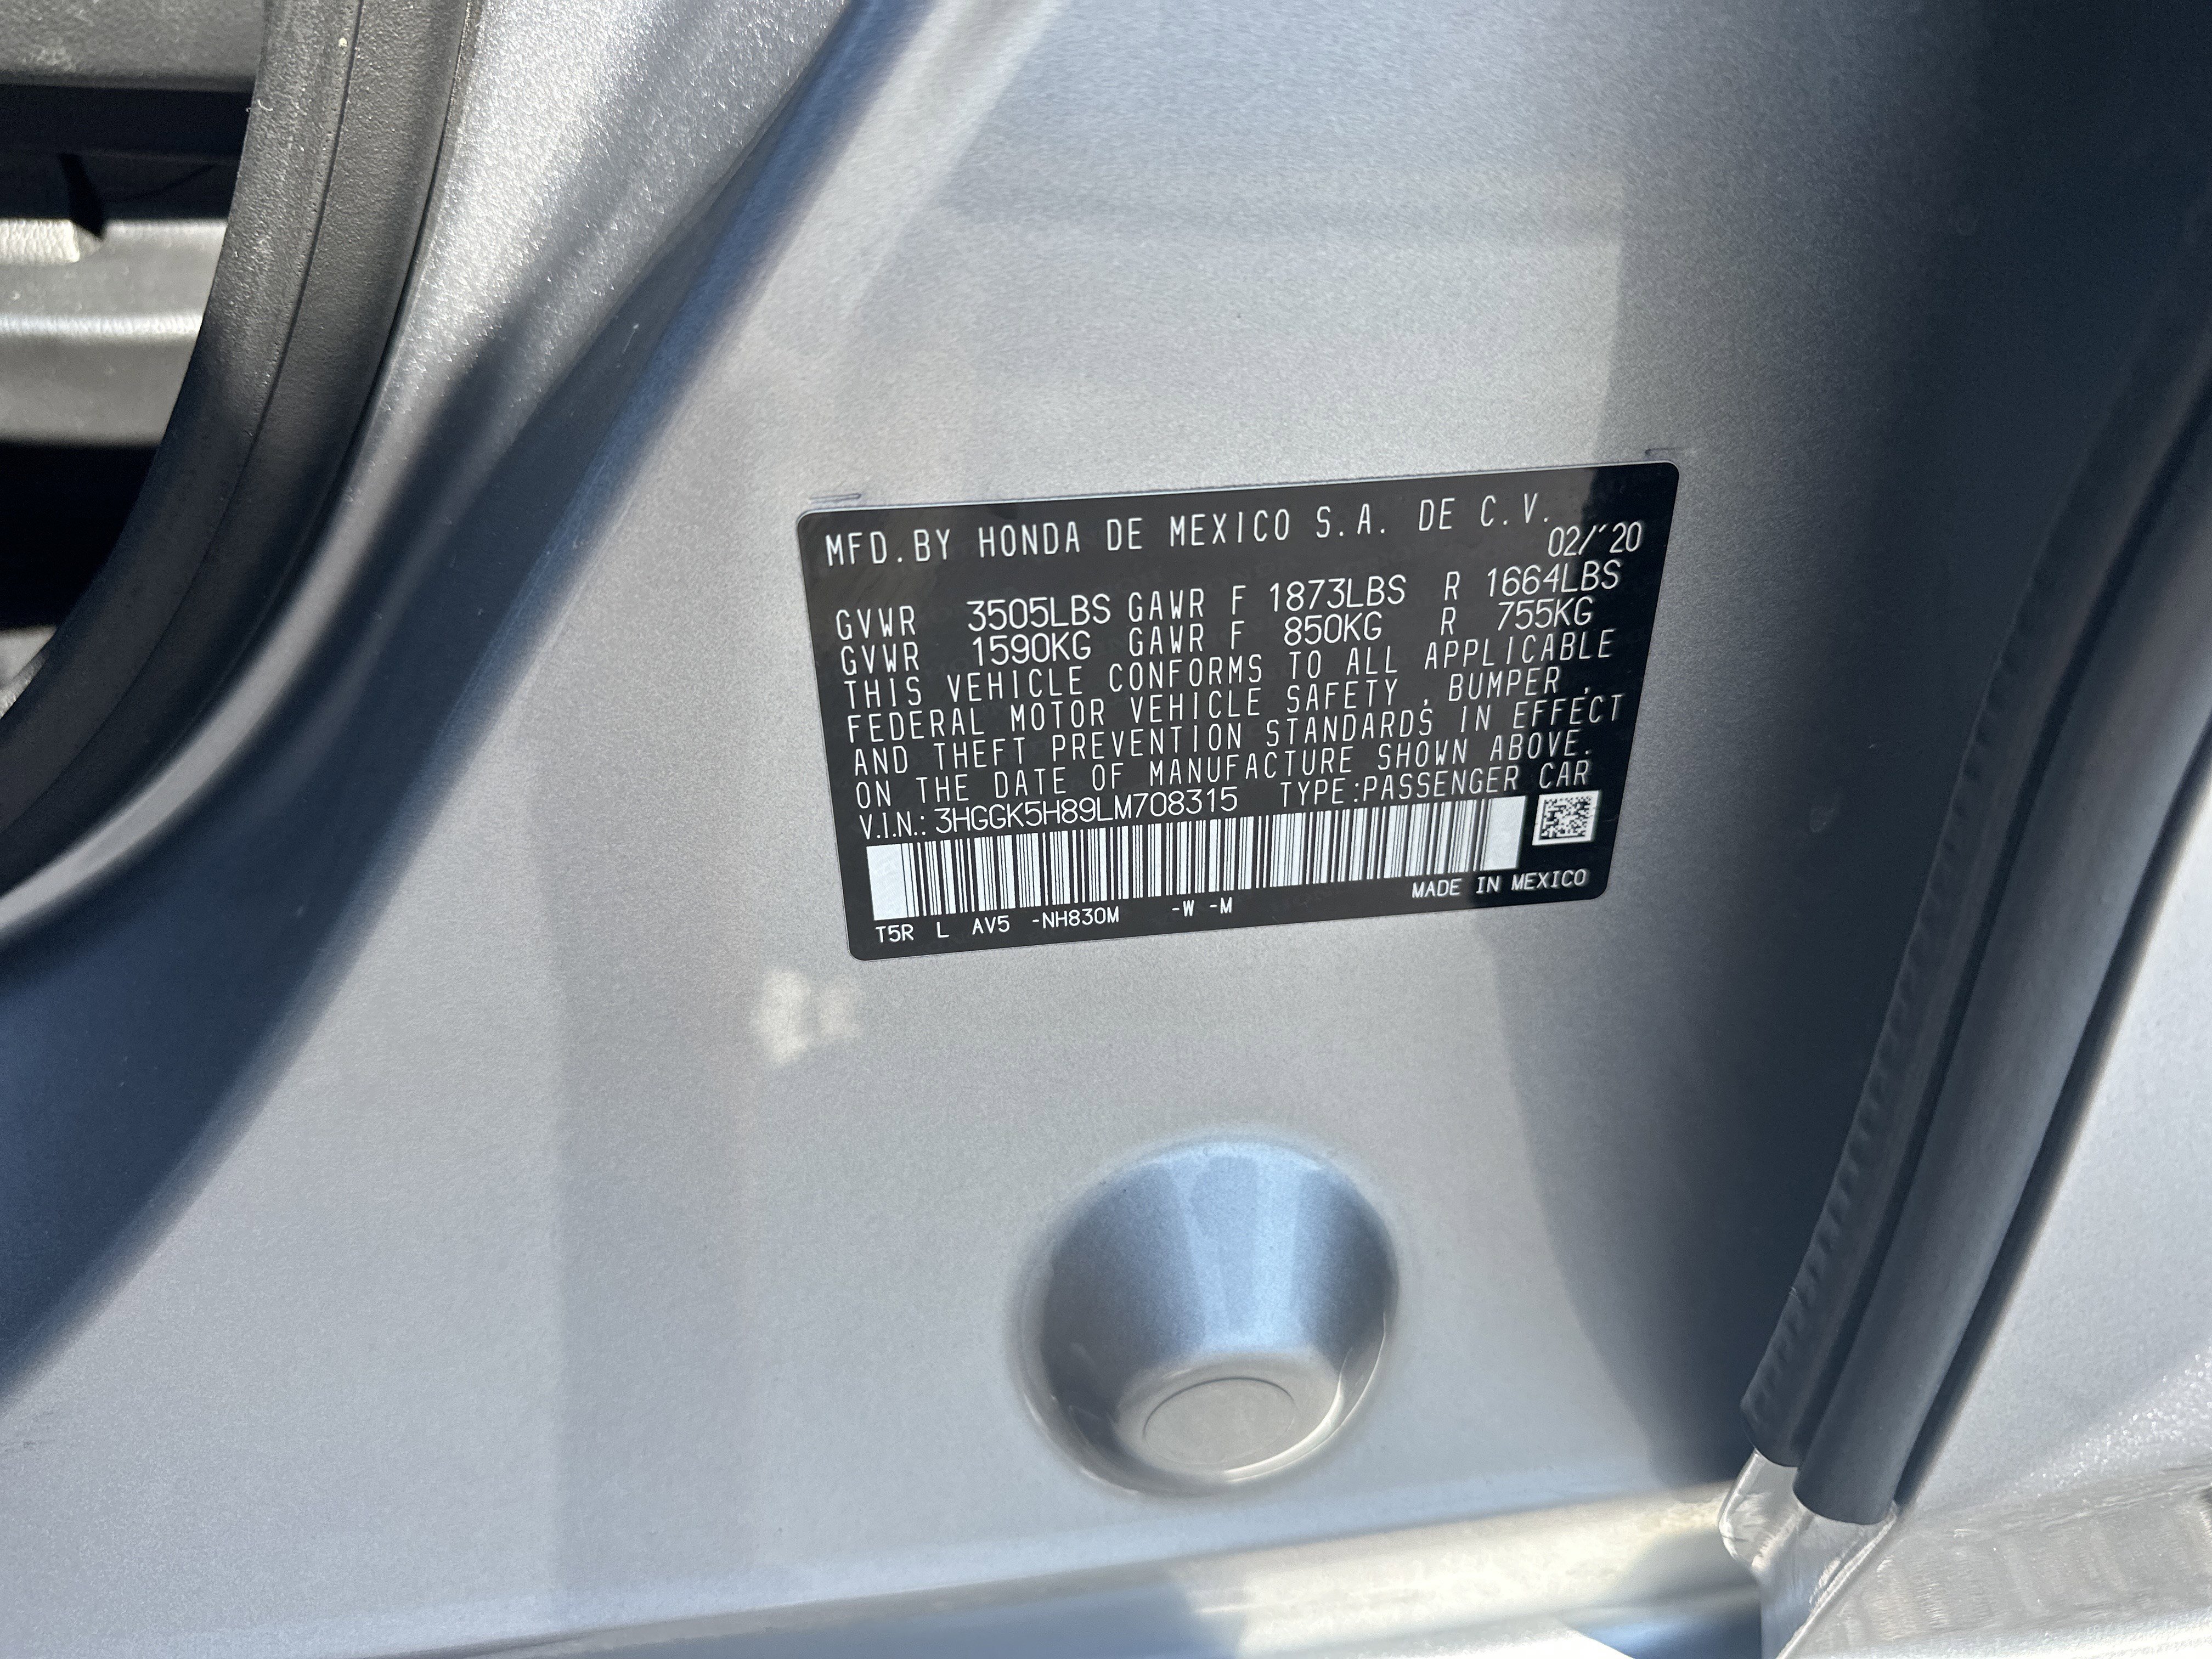 MFD.BY HONDA DE MEXICO S.A. DE C.V.
02/'20
GVWR 3505LBS GAWR F 1873LBS R 1664LBS
GVWR 1590KG GAWR F 850KG R 755KG
THIS VEHICLE CONFORMS TO ALL APPLICABLE
FEDERAL MOTOR VEHICLE SAFETY, BUMPER,
AND THEFT PREVENTION STANDARDS IN EFFECT
ON THE DATE OF MANUFACTURE SHOWN ABOVE.
V.I.N.: 3HGGK5H89LM708315 TYPE:PASSENGER CAR
MADE IN MEXICO
T5R L AV5 -NH830M -W -M